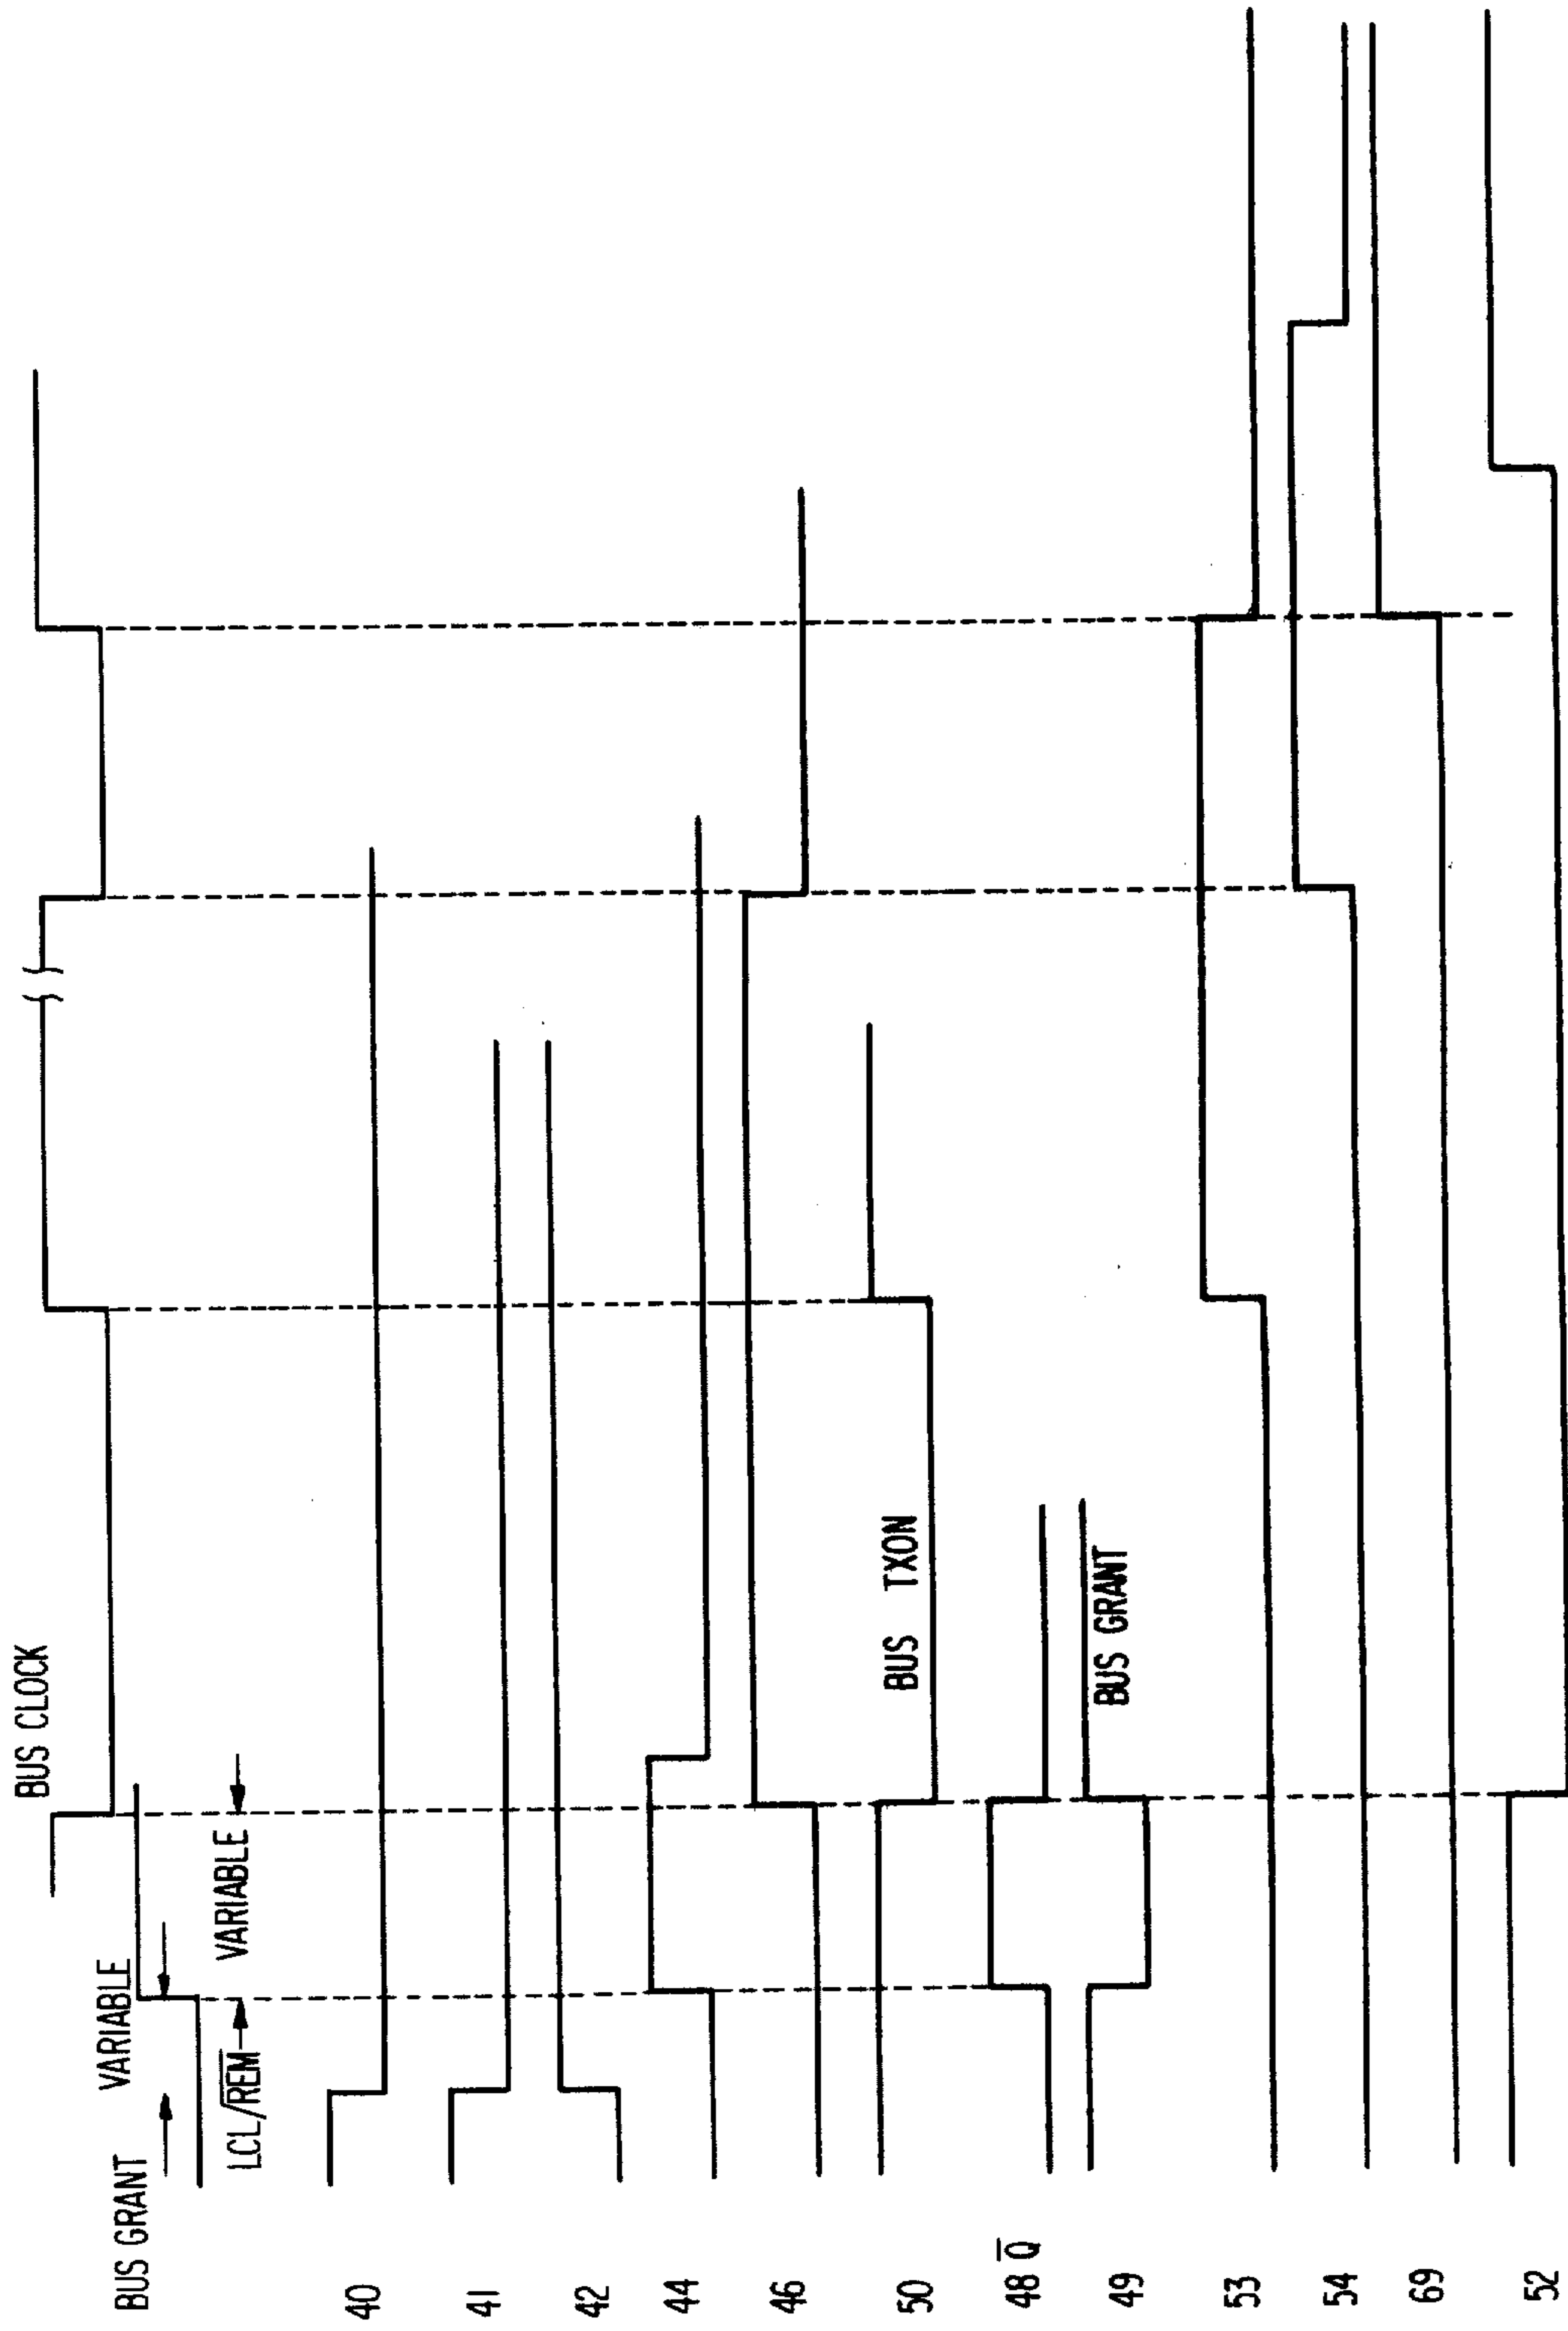 BUS CLOCK
BUS GRANT
VARIABLE
LCL/R̅E̅M̅
VARIABLE
40
41
42
44
46
50
BUS TXON
48 Q̅
49
BUS GRANT
53
54
69
52